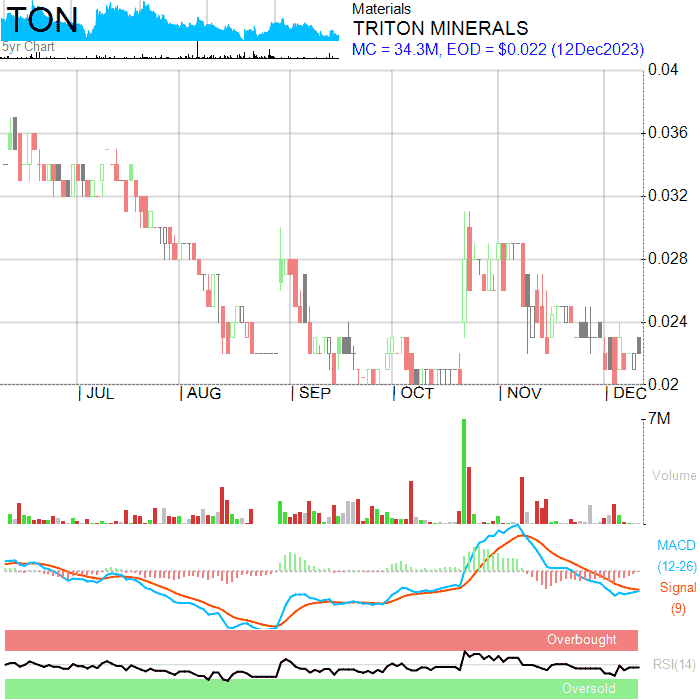 TON
5yr Chart
Materials
TRITON MINERALS
MC = 34.3M, EOD = $0.022 (12Dec2023)
0.04
0.036
0.032
0.028
0.024
0.02
JUL
AUG
SEP
OCT
NOV
DEC
7M
Volume
MACD
(12-26)
Signal
(9)
Overbought
RSI(14)
Oversold